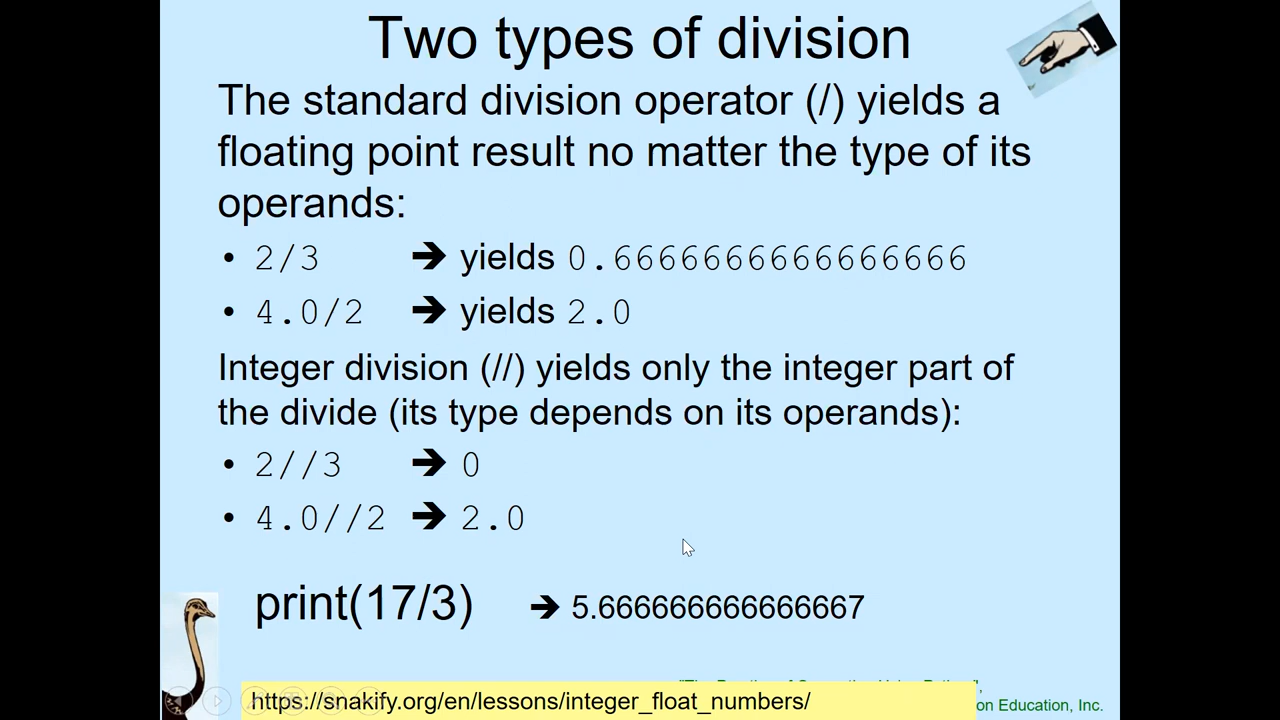 Two types of division
The standard division operator (/) yields a
floating point result no matter the type of its
operands:
• 2/3 ➔ yields 0.6666666666666666
• 4.0/2 ➔ yields 2.0
Integer division (//) yields only the integer part of
the divide (its type depends on its operands):
• 2//3 ➔ 0
• 4.0//2 ➔ 2.0
print(17/3) ➔ 5.666666666666667
https://snakify.org/en/lessons/integer_float_numbers/
on Education, Inc.